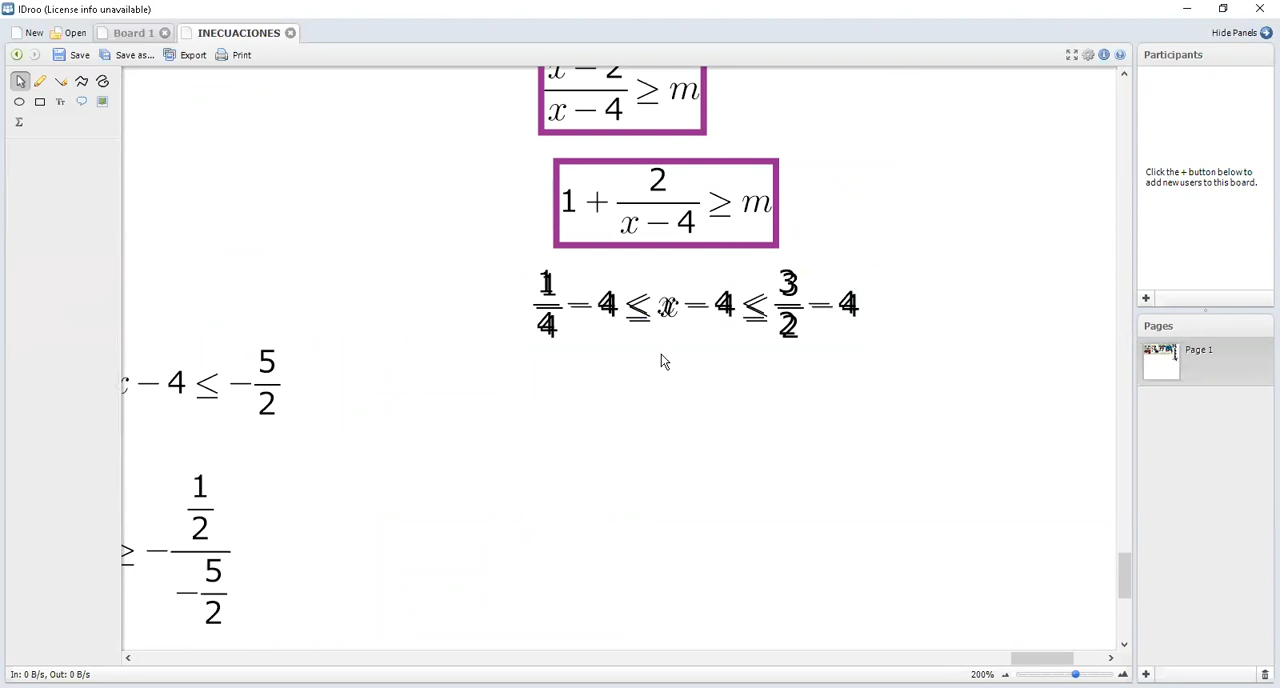 IDroo (License info unavailable)
New Open Board 1 INECUACIONES Hide Panels
Save Save as... Export Print
Participants
Click the + button below to
add new users to this board.
Pages
Page 1
x − 2
x − 4
≥ m
1 + 2/(x − 4) ≥ m
1/4 − 4 ≤ x − 4 ≤ 3/2 − 4
x − 4 ≤ − 5/2
≥ − (1/2)/(− 5/2)
In: 0 B/s, Out: 0 B/s
200%